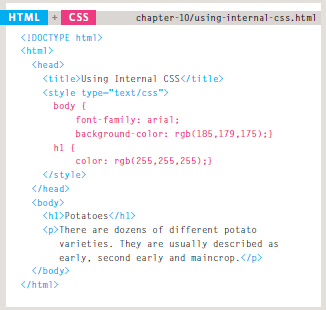 HTML + CSS chapter-10/using-internal-css.html
<!DOCTYPE html>
<html>
  <head>
    <title>Using Internal CSS</title>
    <style type="text/css">
      body {
          font-family: arial;
          background-color: rgb(185,179,175);}
      h1 {
          color: rgb(255,255,255);}
    </style>
  </head>
  <body>
    <h1>Potatoes</h1>
    <p>There are dozens of different potato
       varieties. They are usually described as
       early, second early and maincrop.</p>
  </body>
</html>